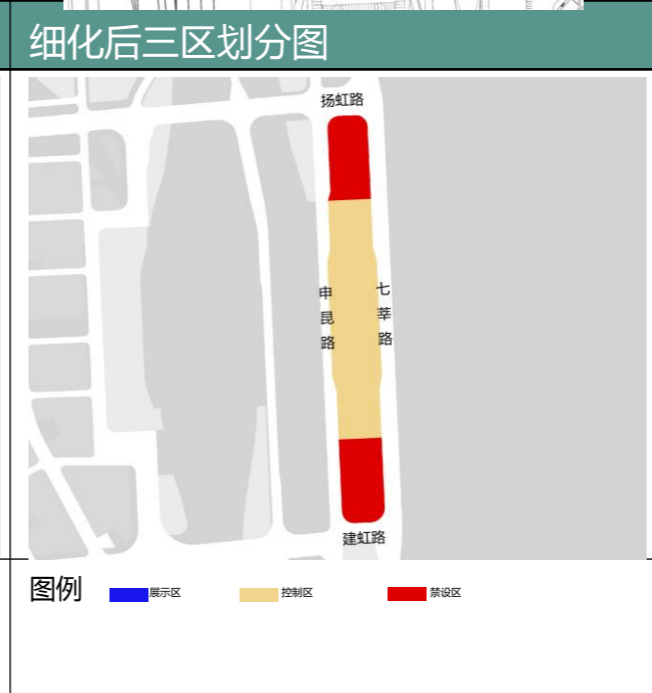 细化后三区划分图
扬虹路
申昆路
七莘路
建虹路
图例
展示区
控制区
禁设区